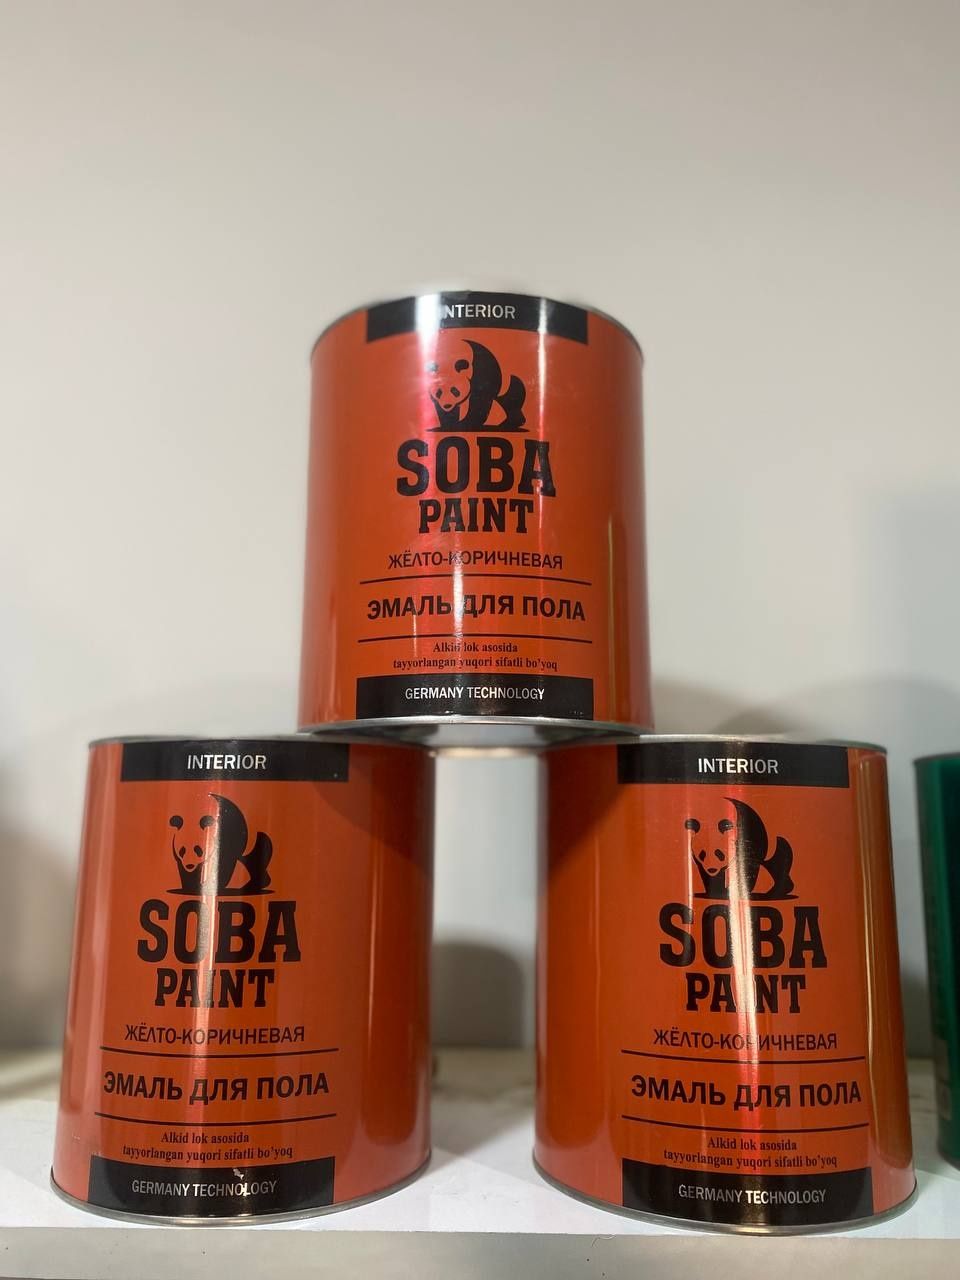 INTERIOR
SOBA
PAINT
ЖЁЛТО-КОРИЧНЕВАЯ
ЭМАЛЬ ДЛЯ ПОЛА
Alkid lok asosida
tayyorlangan yuqori sifatli bo'yoq
GERMANY TECHNOLOGY
INTERIOR
SOBA
PAINT
ЖЁЛТО-КОРИЧНЕВАЯ
ЭМАЛЬ ДЛЯ ПОЛА
Alkid lok asosida
tayyorlangan yuqori sifatli bo'yoq
GERMANY TECHNOLOGY
INTERIOR
SOBA
PAINT
ЖЁЛТО-КОРИЧНЕВАЯ
ЭМАЛЬ ДЛЯ ПОЛА
Alkid lok asosida
tayyorlangan yuqori sifatli bo'yoq
GERMANY TECHNOLOGY